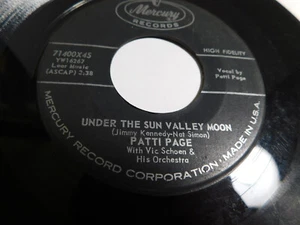 Mercury
RECORDS
71400X45
YW14247
(ASCAP) 2:38
HIGH FIDELITY
Vocal by
Patti Page
UNDER THE SUN VALLEY MOON
(Jimmy Kennedy-Nat Simon)
PATTI PAGE
With Vic Schoen &
His Orchestra
MERCURY RECORD CORPORATION • MADE IN U.S.A.